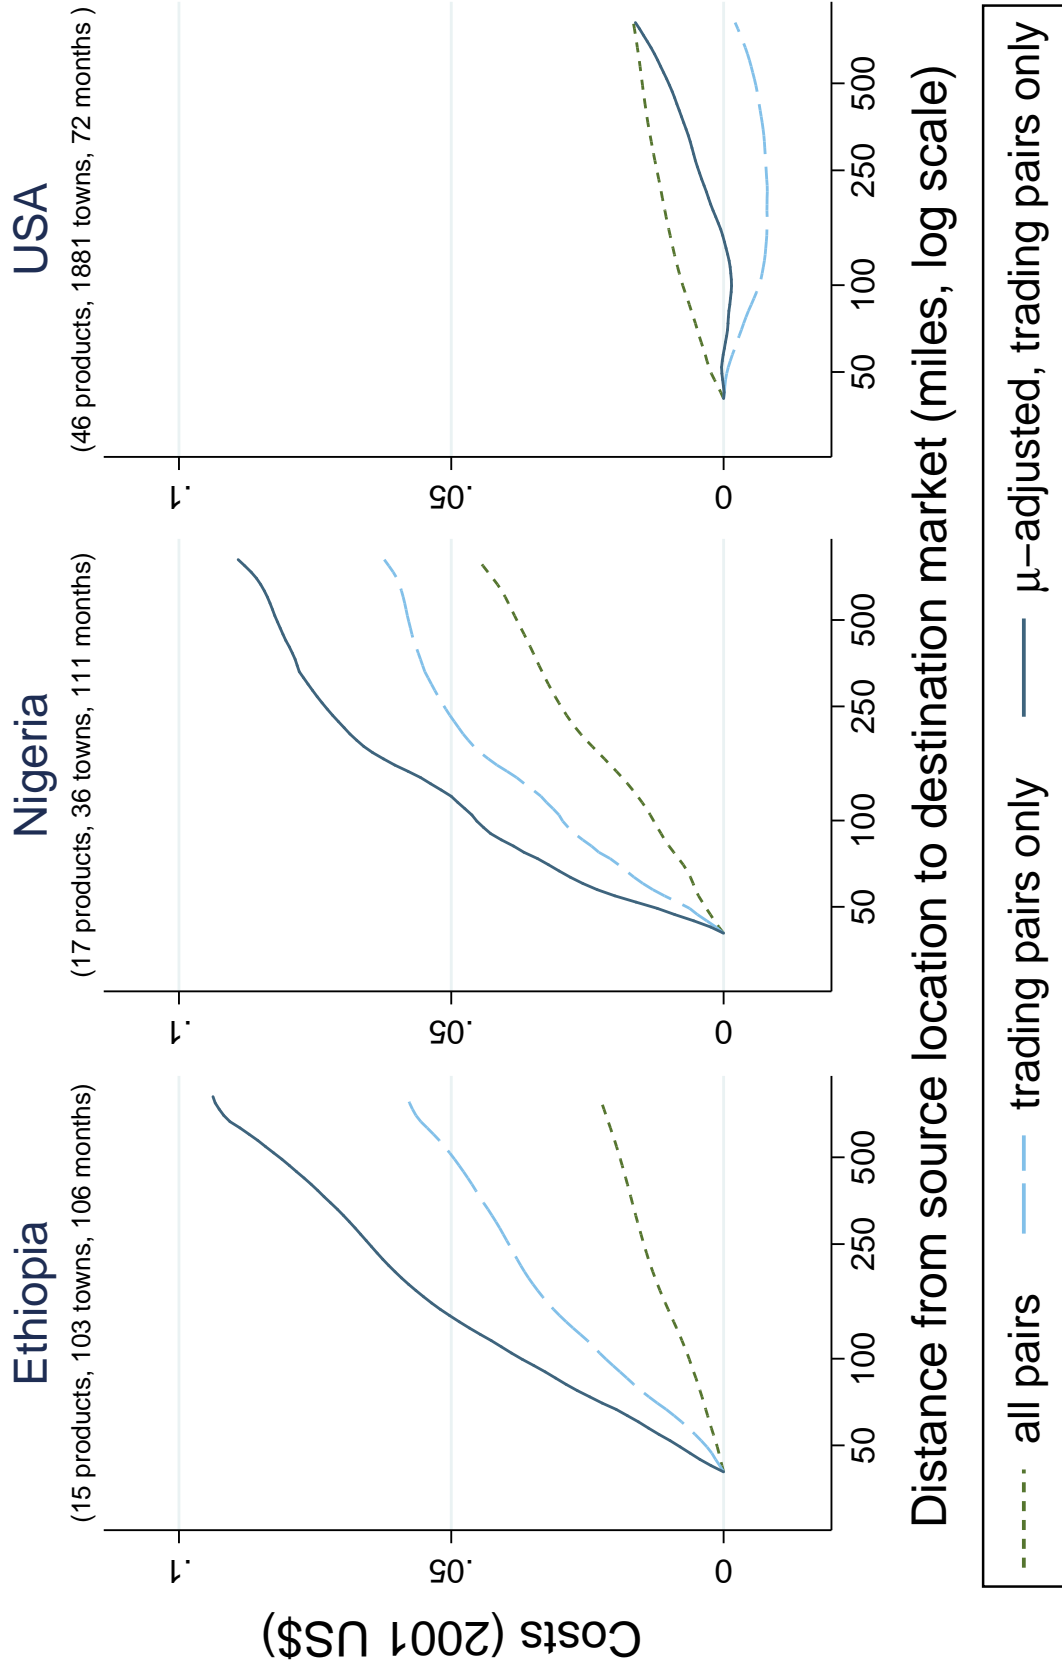 Ethiopia
(15 products, 103 towns, 106 months)
Nigeria
(17 products, 36 towns, 111 months)
USA
(46 products, 1881 towns, 72 months )
Costs (2001 US$)
.1
.05
0
50 100 250 500
.1
.05
0
50 100 250 500
.1
.05
0
50 100 250 500
Distance from source location to destination market (miles, log scale)
all pairs trading pairs only μ−adjusted, trading pairs only